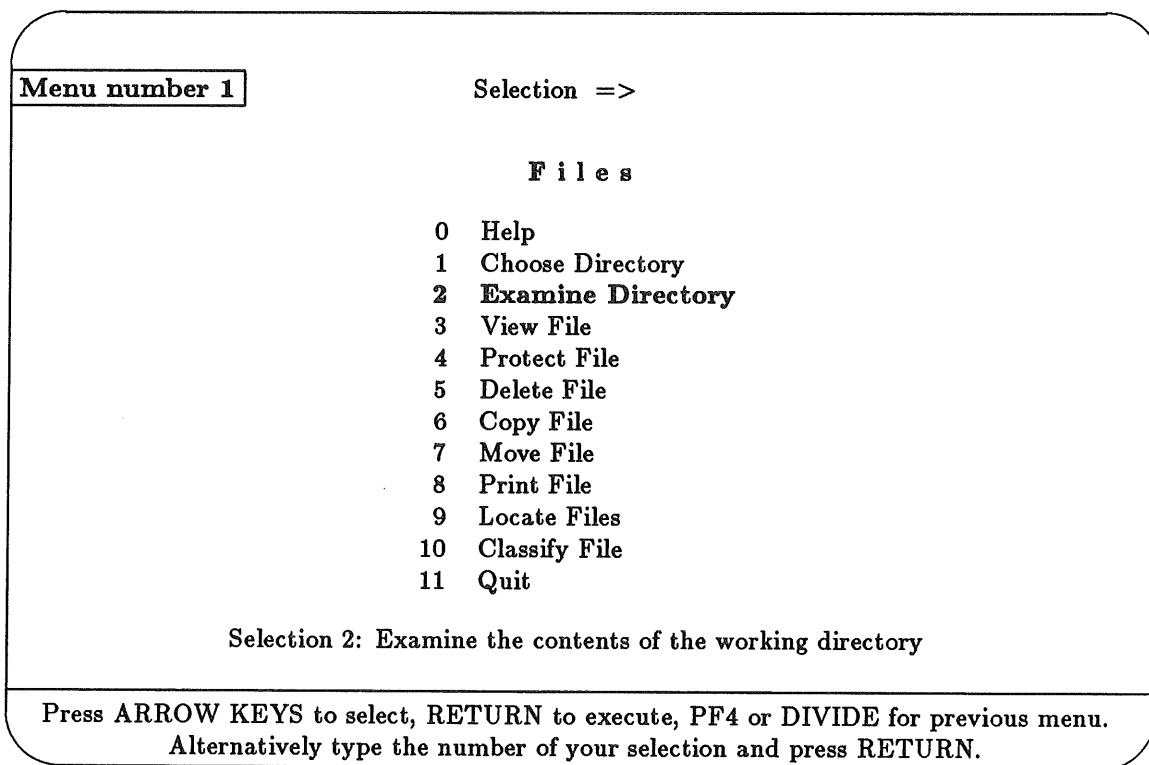 Menu number 1 Selection =>
Files
0 Help
1 Choose Directory
2 Examine Directory
3 View File
4 Protect File
5 Delete File
6 Copy File
7 Move File
8 Print File
9 Locate Files
10 Classify File
11 Quit
Selection 2: Examine the contents of the working directory
Press ARROW KEYS to select, RETURN to execute, PF4 or DIVIDE for previous menu.
Alternatively type the number of your selection and press RETURN.